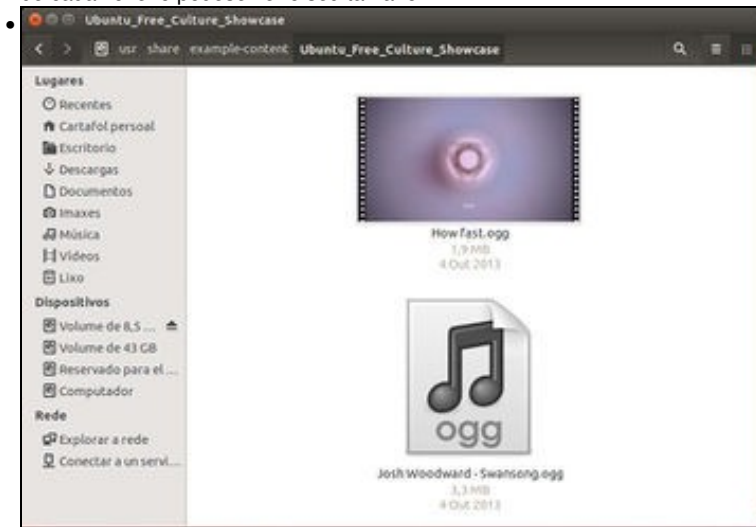 Ubuntu_Free_Culture_Showcase
usr share example-content Ubuntu_Free_Culture_Showcase
Lugares
Recentes
Cartafol persoal
Escritorio
Descargas
Documentos
Imaxes
Música
Vídeos
Lixo
Dispositivos
Volume de 8,5 ...
Volume de 43 GB
Reservado para el ...
Computador
Rede
Explorar a rede
Conectar a un servi...
How fast.ogg
1,9 MB
4 Out 2013
ogg
Josh Woodward - Swansong.ogg
3,3 MB
4 Out 2013